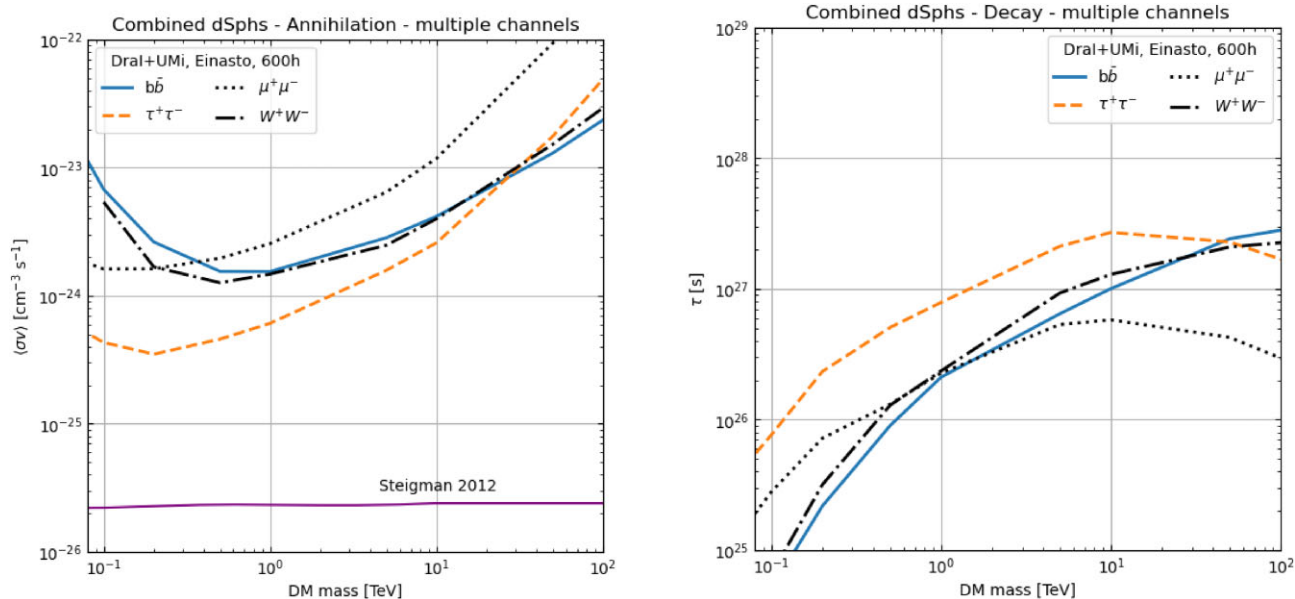 Combined dSphs - Annihilation - multiple channels
DraI+UMi, Einasto, 600h
bb̄
μ⁺μ⁻
τ⁺τ⁻
W⁺W⁻
10⁻²²
10⁻²³
10⁻²⁴
10⁻²⁵
10⁻²⁶
⟨σv⟩ [cm⁻³ s⁻¹]
Steigman 2012
10⁻¹
10⁰
10¹
10²
DM mass [TeV]
Combined dSphs - Decay - multiple channels
DraI+UMi, Einasto, 600h
bb̄
μ⁺μ⁻
τ⁺τ⁻
W⁺W⁻
10²⁹
10²⁸
10²⁷
10²⁶
10²⁵
τ [s]
10⁻¹
10⁰
10¹
10²
DM mass [TeV]